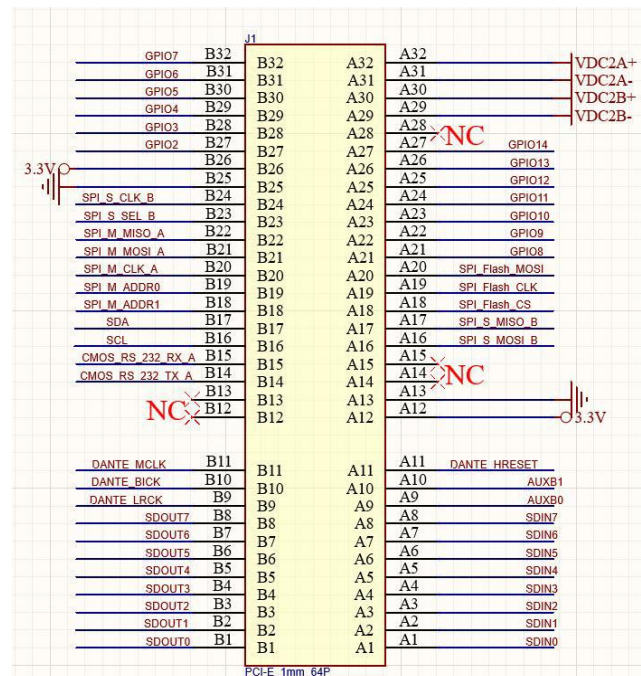 J1
GPIO7 B32 B32 A32 A32 VDC2A+
GPIO6 B31 B31 A31 A31 VDC2A-
GPIO5 B30 B30 A30 A30 VDC2B+
GPIO4 B29 B29 A29 A29 VDC2B-
GPIO3 B28 B28 A28 A28 NC
GPIO2 B27 B27 A27 A27 GPIO14
3.3V B26 B26 A26 A26 GPIO13
B25 B25 A25 A25 GPIO12
SPI_S_CLK_B B24 B24 A24 A24 GPIO11
SPI_S_SEL_B B23 B23 A23 A23 GPIO10
SPI_M_MISO_A B22 B22 A22 A22 GPIO9
SPI_M_MOSI_A B21 B21 A21 A21 GPIO8
SPI_M_CLK_A B20 B20 A20 A20 SPI_Flash_MOSI
SPI_M_ADDR0 B19 B19 A19 A19 SPI_Flash_CLK
SPI_M_ADDR1 B18 B18 A18 A18 SPI_Flash_CS
SDA B17 B17 A17 A17 SPI_S_MISO_B
SCL B16 B16 A16 A16 SPI_S_MOSI_B
CMOS_RS_232_RX_A B15 B15 A15 A15
CMOS_RS_232_TX_A B14 B14 A14 A14 NC
NC B13 B13 A13 A13
B12 B12 A12 A12 3.3V
DANTE_MCLK B11 B11 A11 A11 DANTE_HRESET
DANTE_BICK B10 B10 A10 A10 AUXB1
DANTE_LRCK B9 B9 A9 A9 AUXB0
SDOUT7 B8 B8 A8 A8 SDIN7
SDOUT6 B7 B7 A7 A7 SDIN6
SDOUT5 B6 B6 A6 A6 SDIN5
SDOUT4 B5 B5 A5 A5 SDIN4
SDOUT3 B4 B4 A4 A4 SDIN3
SDOUT2 B3 B3 A3 A3 SDIN2
SDOUT1 B2 B2 A2 A2 SDIN1
SDOUT0 B1 B1 A1 A1 SDIN0
PCI-E_1mm_64P